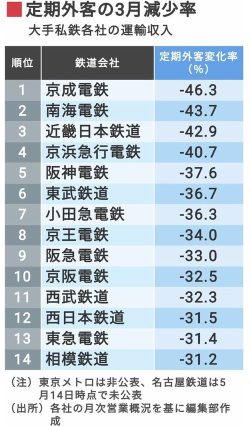 ■定期外客の3月減少率
大手私鉄各社の運輸収入
順位 鉄道会社 定期外客変化率(%)
1 京成電鉄 -46.3
2 南海電鉄 -43.7
3 近畿日本鉄道 -42.9
4 京浜急行電鉄 -40.7
5 阪神電鉄 -37.6
6 東武鉄道 -36.7
7 小田急電鉄 -36.3
8 京王電鉄 -34.0
9 阪急電鉄 -33.0
10 京阪電鉄 -32.5
11 西武鉄道 -32.3
12 西日本鉄道 -31.5
13 東急電鉄 -31.4
14 相模鉄道 -31.2
(注) 東京メトロは非公表、名古屋鉄道は5
月14日時点で未公表
(出所) 各社の月次営業概況を基に編集部作
成